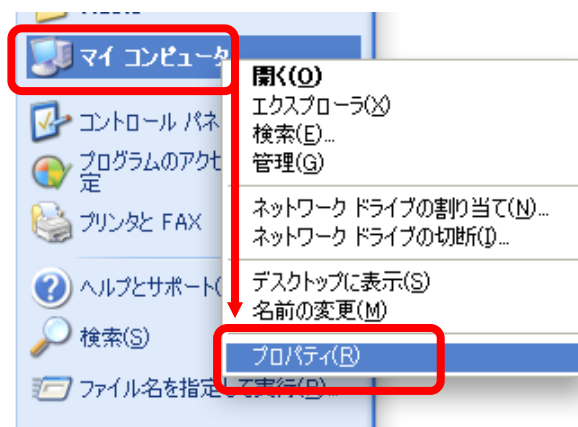 マイ コンピュータ
コントロール パネ
プログラムのアクセ
定
プリンタと FAX
ヘルプとサポート(
検索(S)
ファイル名を指定して実行(R)...
開く(O)
エクスプローラ(X)
検索(E)...
管理(G)
ネットワーク ドライブの割り当て(N)...
ネットワーク ドライブの切断(I)...
デスクトップに表示(S)
名前の変更(M)
プロパティ(R)